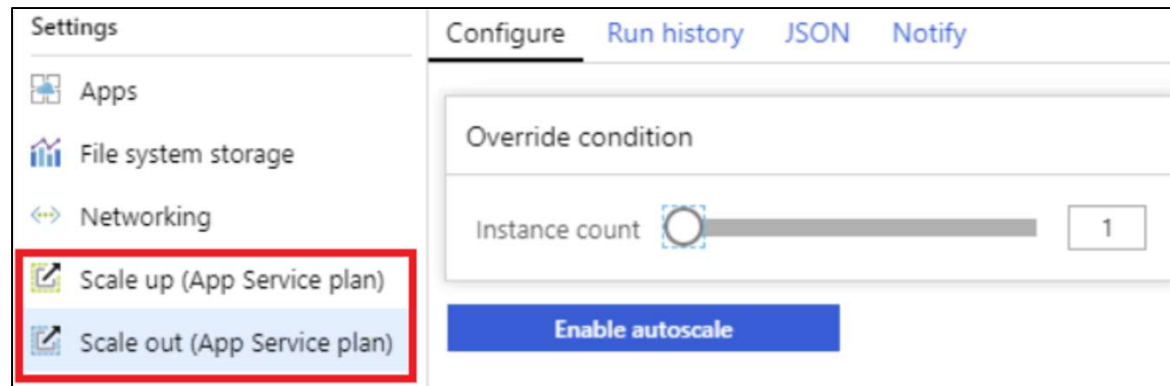 Settings
Apps
File system storage
Networking
Scale up (App Service plan)
Scale out (App Service plan)
Configure Run history JSON Notify
Override condition
Instance count 1
Enable autoscale